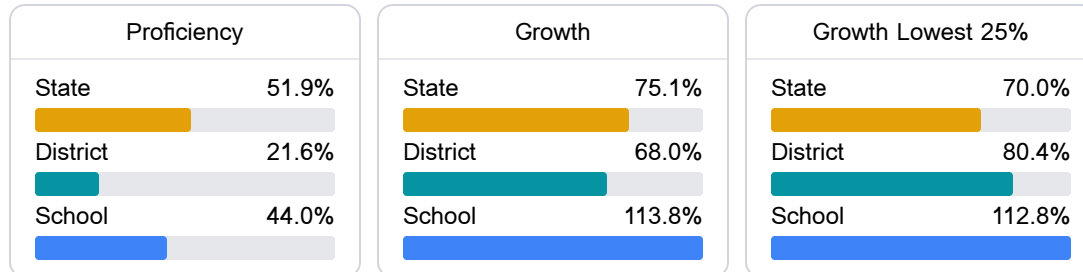 Proficiency
State 51.9%
District 21.6%
School 44.0%
Growth
State 75.1%
District 68.0%
School 113.8%
Growth Lowest 25%
State 70.0%
District 80.4%
School 112.8%